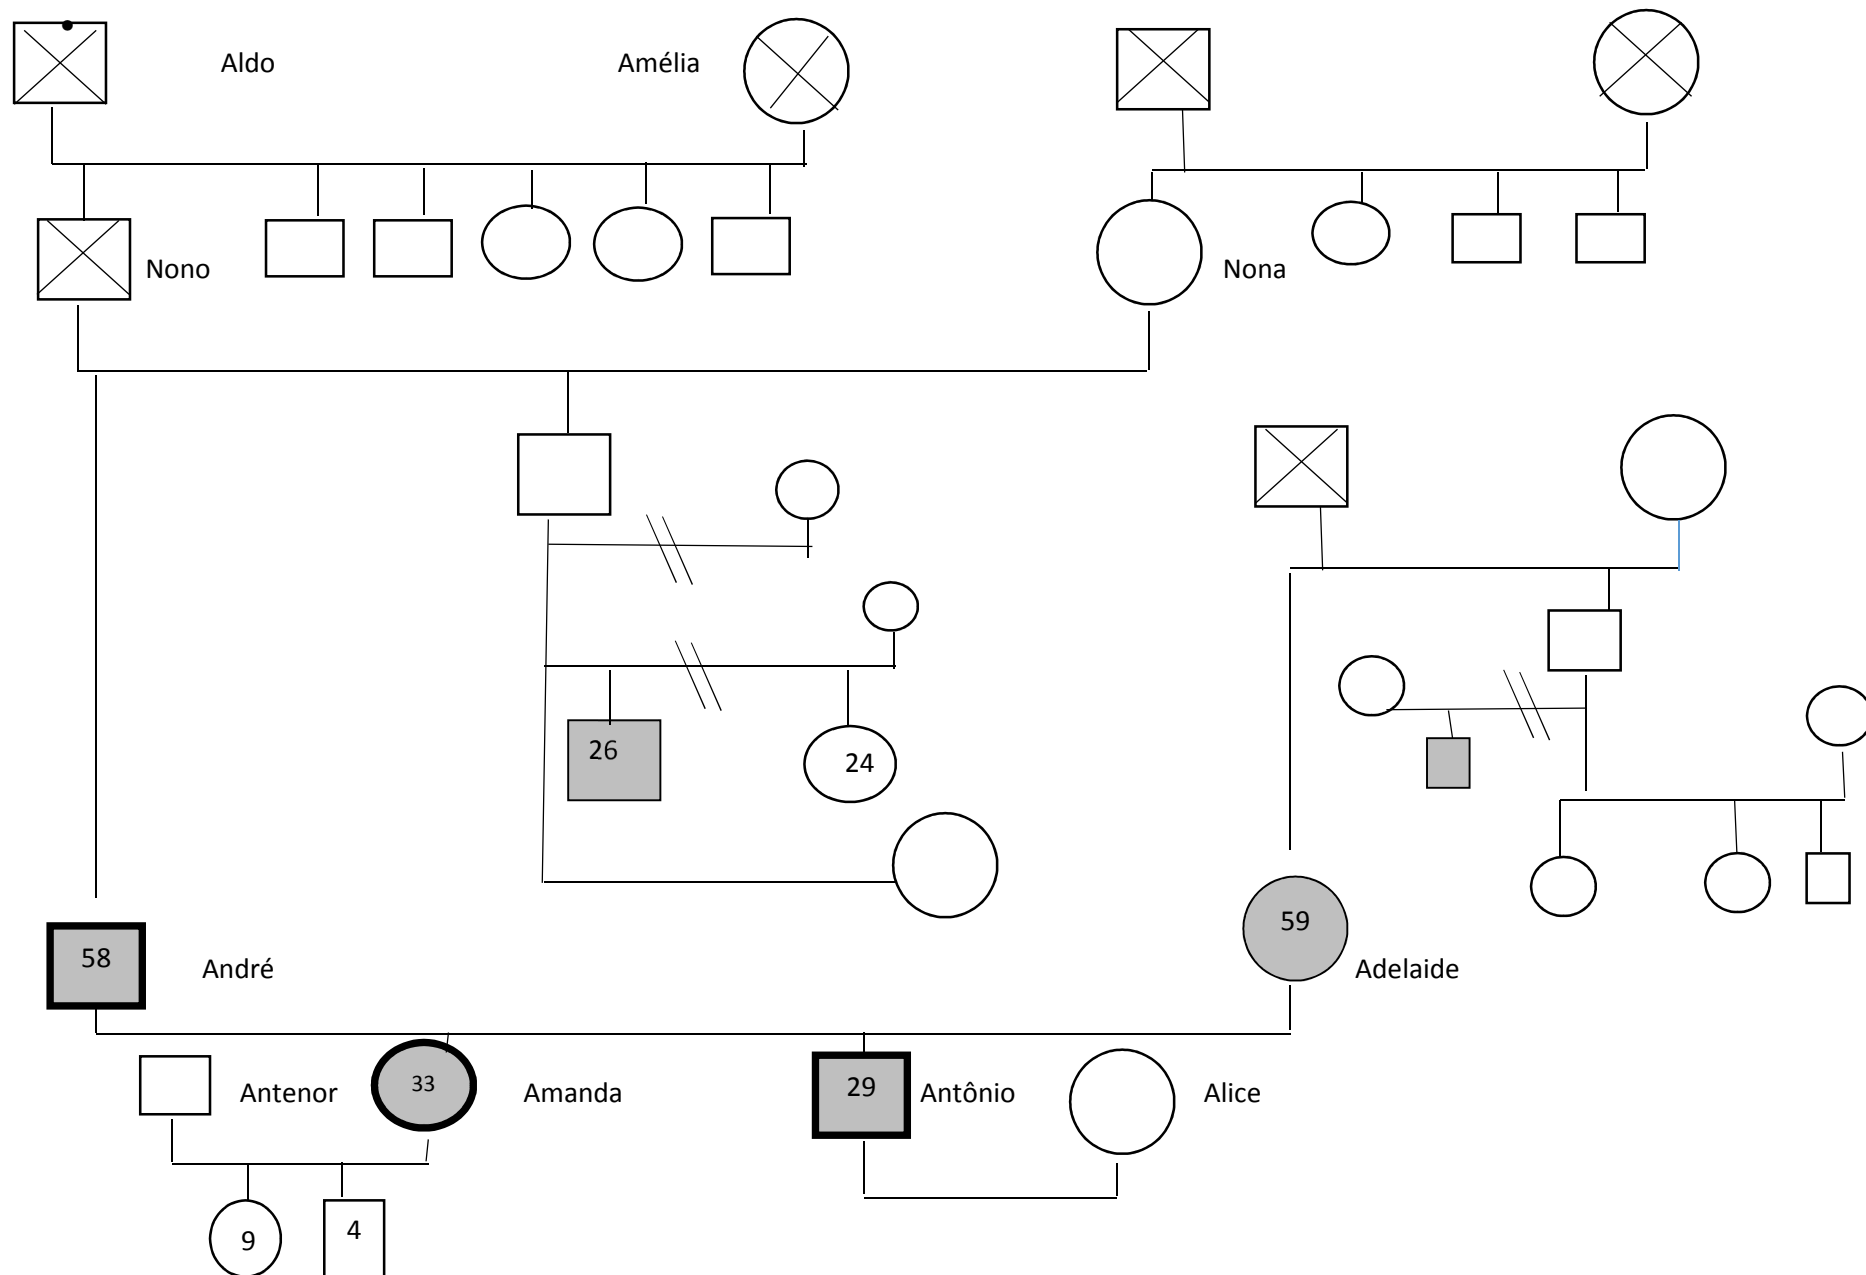 Aldo
Amélia
Nono
Nona
26
24
58
André
59
Adelaide
Antenor
33
Amanda
29
Antônio
Alice
9
4